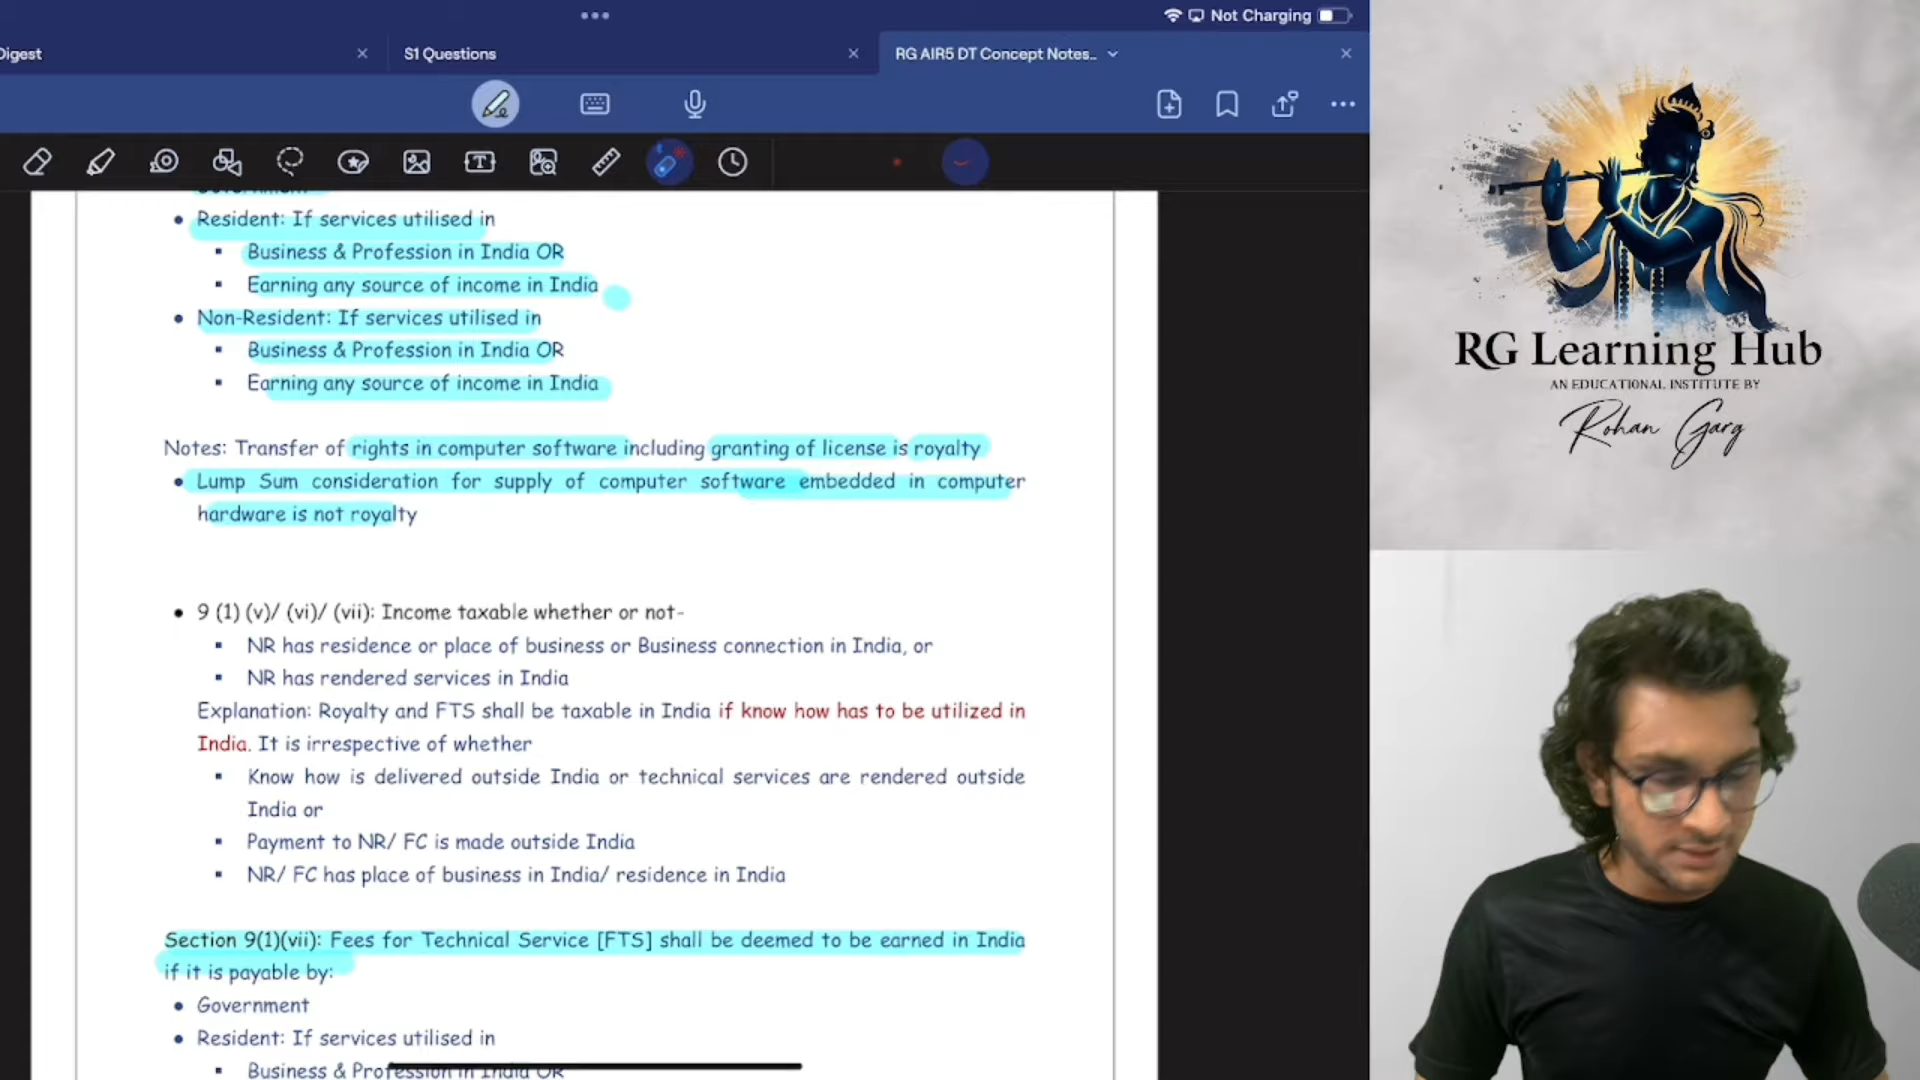 Not Charging
Digest
S1 Questions
RG AIR5 DT Concept Notes..
• Resident: If services utilised in
▪ Business & Profession in India OR
▪ Earning any source of income in India
• Non-Resident: If services utilised in
▪ Business & Profession in India OR
▪ Earning any source of income in India
Notes: Transfer of rights in computer software including granting of license is royalty
• Lump Sum consideration for supply of computer software embedded in computer
hardware is not royalty
• 9 (1) (v)/ (vi)/ (vii): Income taxable whether or not-
▪ NR has residence or place of business or Business connection in India, or
▪ NR has rendered services in India
Explanation: Royalty and FTS shall be taxable in India if know how has to be utilized in
India. It is irrespective of whether
▪ Know how is delivered outside India or technical services are rendered outside
India or
▪ Payment to NR/ FC is made outside India
▪ NR/ FC has place of business in India/ residence in India
Section 9(1)(vii): Fees for Technical Service [FTS] shall be deemed to be earned in India
if it is payable by:
• Government
• Resident: If services utilised in
▪ Business & Profession in India OR
RG Learning Hub
AN EDUCATIONAL INSTITUTE BY
Rohan Garg